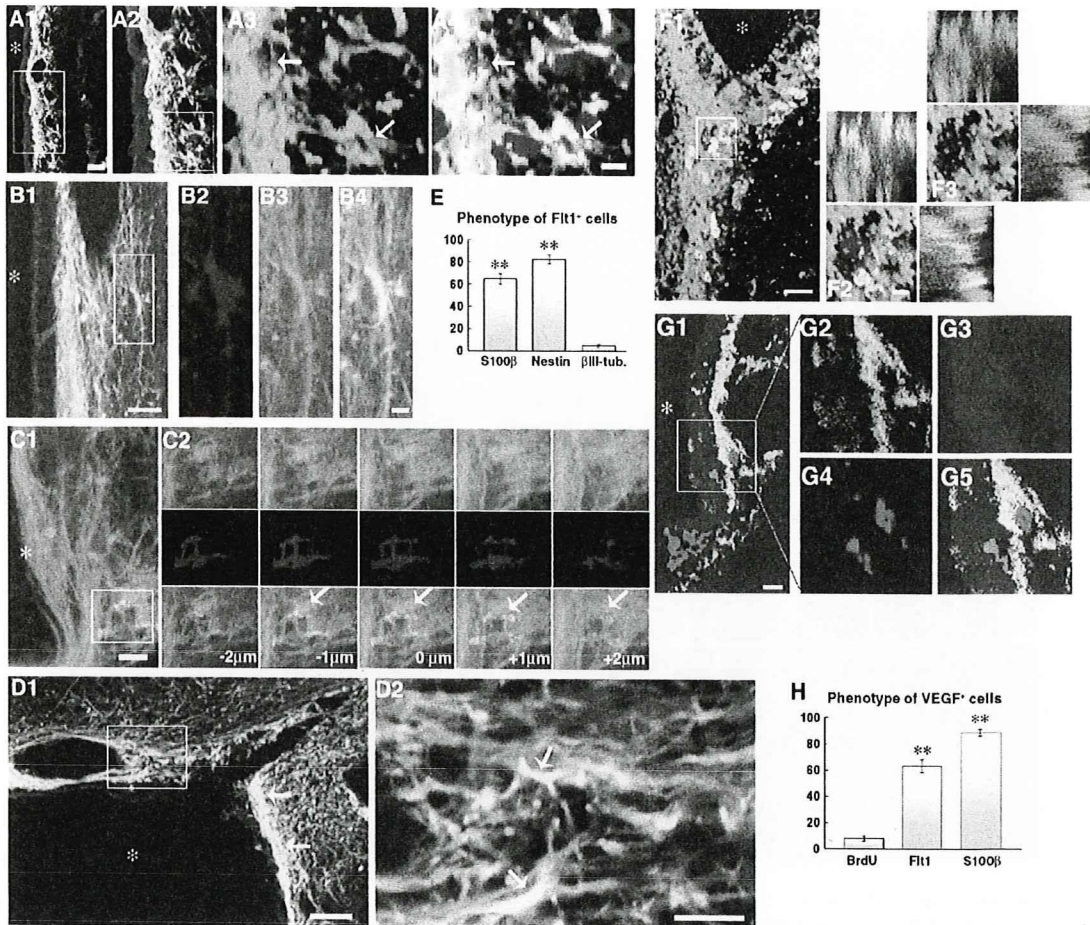 A1
A2
A3
B1
B2
B3
B4
E
Phenotype of Flt1⁺ cells
100
80
60
40
20
0
**
**
S100β
Nestin
βIII-tub.
C1
C2
-2μm
-1μm
0 μm
+1μm
+2μm
D1
D2
F1
F2
F3
G1
G2
G3
G4
G5
H
Phenotype of VEGF⁺ cells
100
80
60
40
20
0
**
**
BrdU
Flt1
S100β